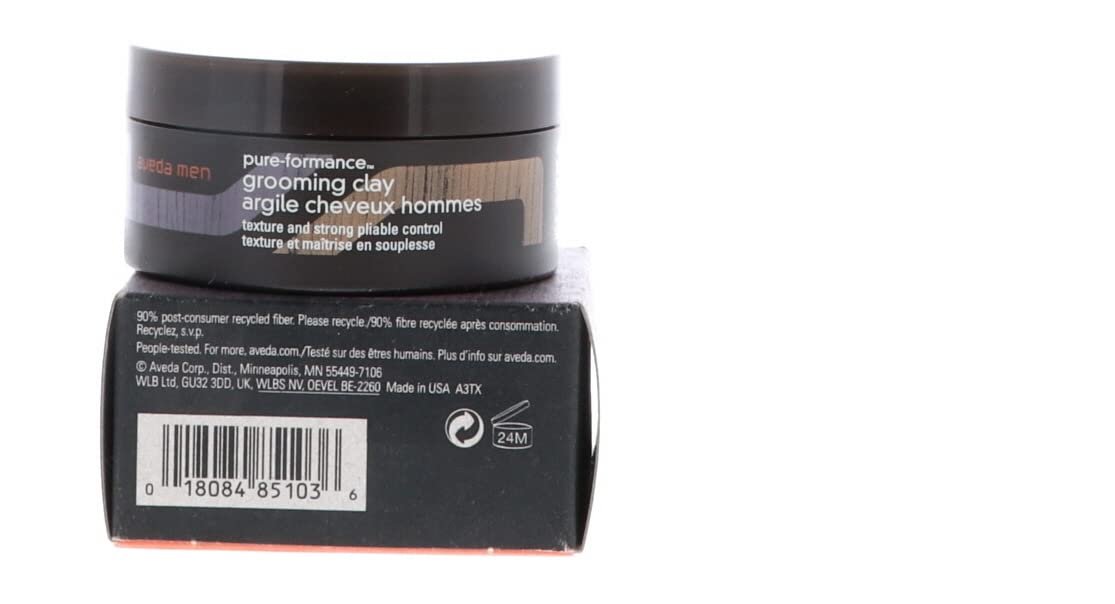 aveda men
pure-formance™
grooming clay
argile cheveux hommes
texture and strong pliable control
texture et maîtrise en souplesse
90% post-consumer recycled fiber. Please recycle./90% fibre recyclée après consommation.
Recyclez, s.v.p.
People-tested. For more, aveda.com./Testé sur des êtres humains. Plus d'info sur aveda.com.
© Aveda Corp., Dist., Minneapolis, MN 55449-7106
WLB Ltd, GU32 3DD, UK, WLBS NV, OEVEL BE-2260 Made in USA A3TX
24M
0 18084 85103 6